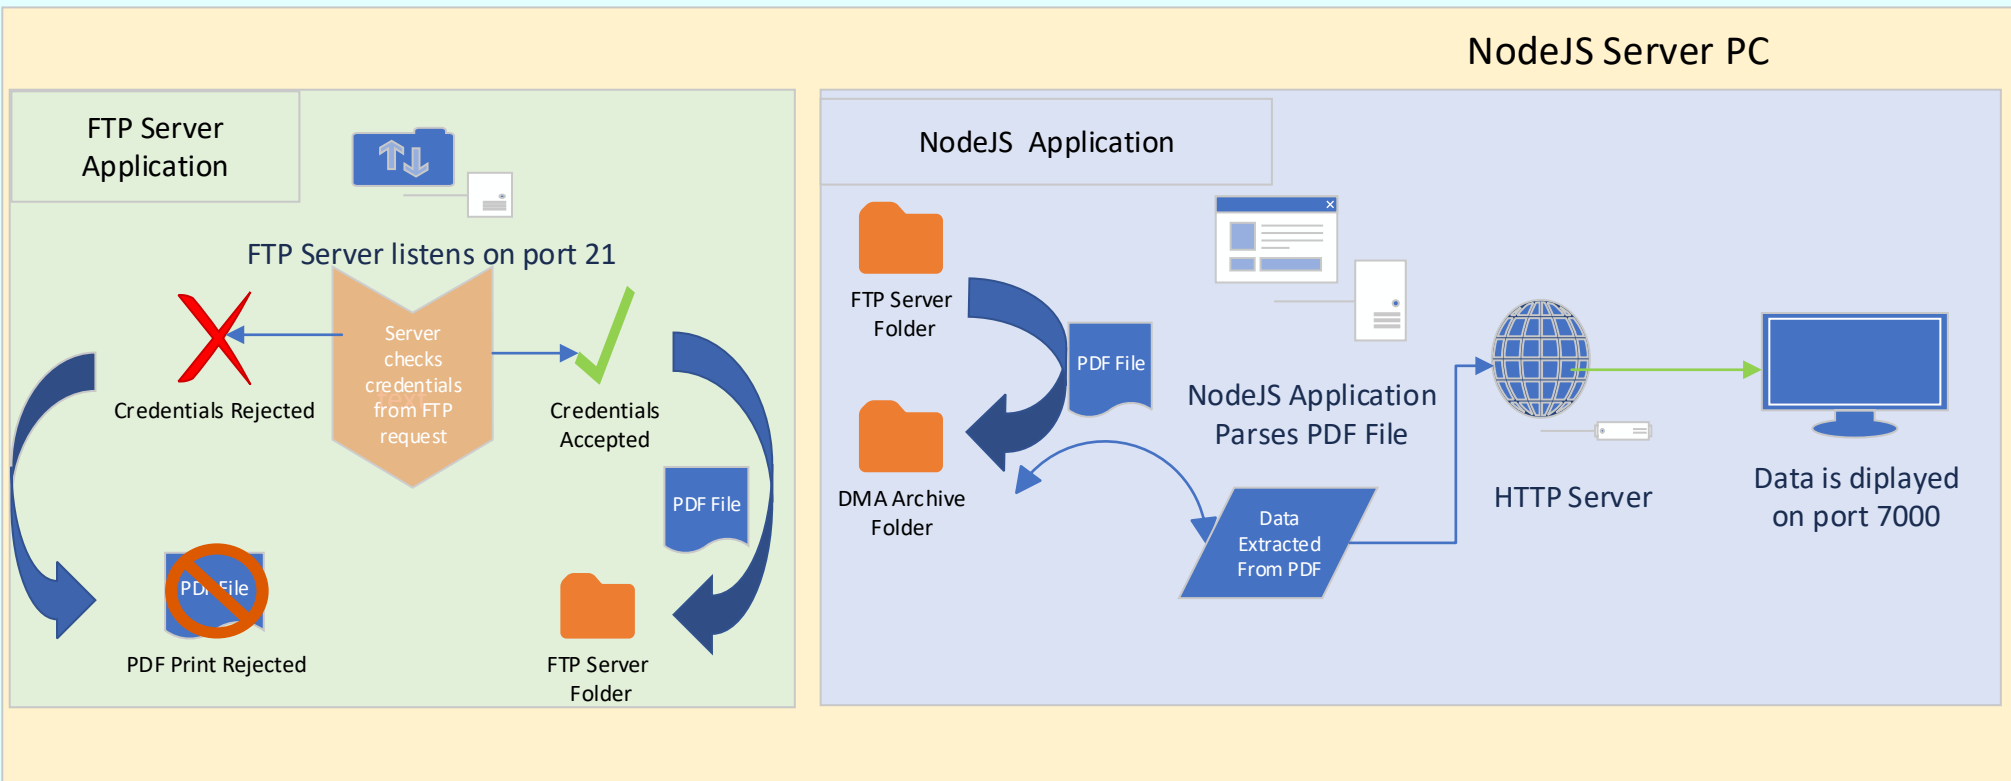 NodeJS Server PC
FTP Server
Application
FTP Server listens on port 21
Server
checks
credentials
from FTP
request
text
Credentials Rejected
Credentials
Accepted
PDF File
PDF File
PDF Print Rejected
FTP Server
Folder
NodeJS Application
FTP Server
Folder
PDF File
NodeJS Application
Parses PDF File
DMA Archive
Folder
Data
Extracted
From PDF
HTTP Server
Data is diplayed
on port 7000